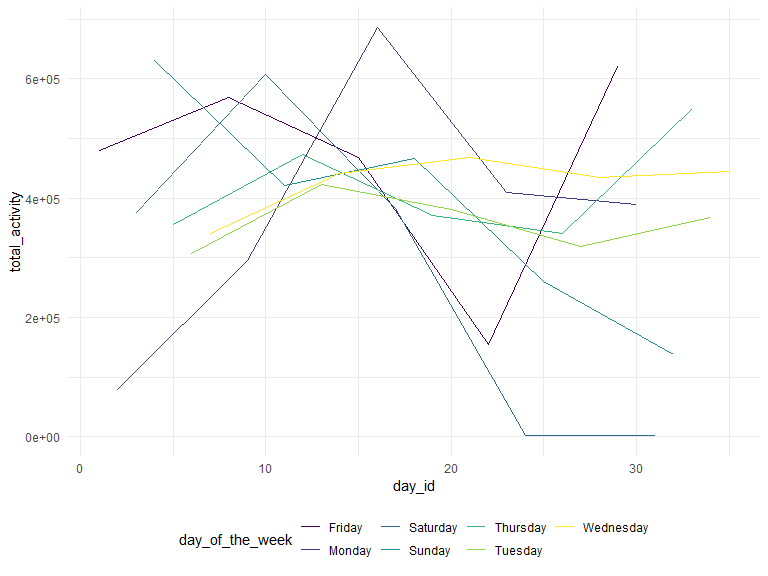 6e+05
4e+05
2e+05
0e+00
total_activity
0
10
20
30
day_id
day_of_the_week
Friday Saturday Thursday Wednesday
Monday Sunday Tuesday